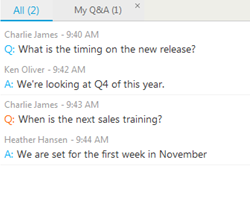 All (2) My Q&A (1) ×
Charlie James - 9:40 AM
Q: What is the timing on the new release?
Ken Oliver - 9:42 AM
A: We're looking at Q4 of this year.
Charlie James - 9:43 AM
Q: When is the next sales training?
Heather Hansen - 9:44 AM
A: We are set for the first week in November